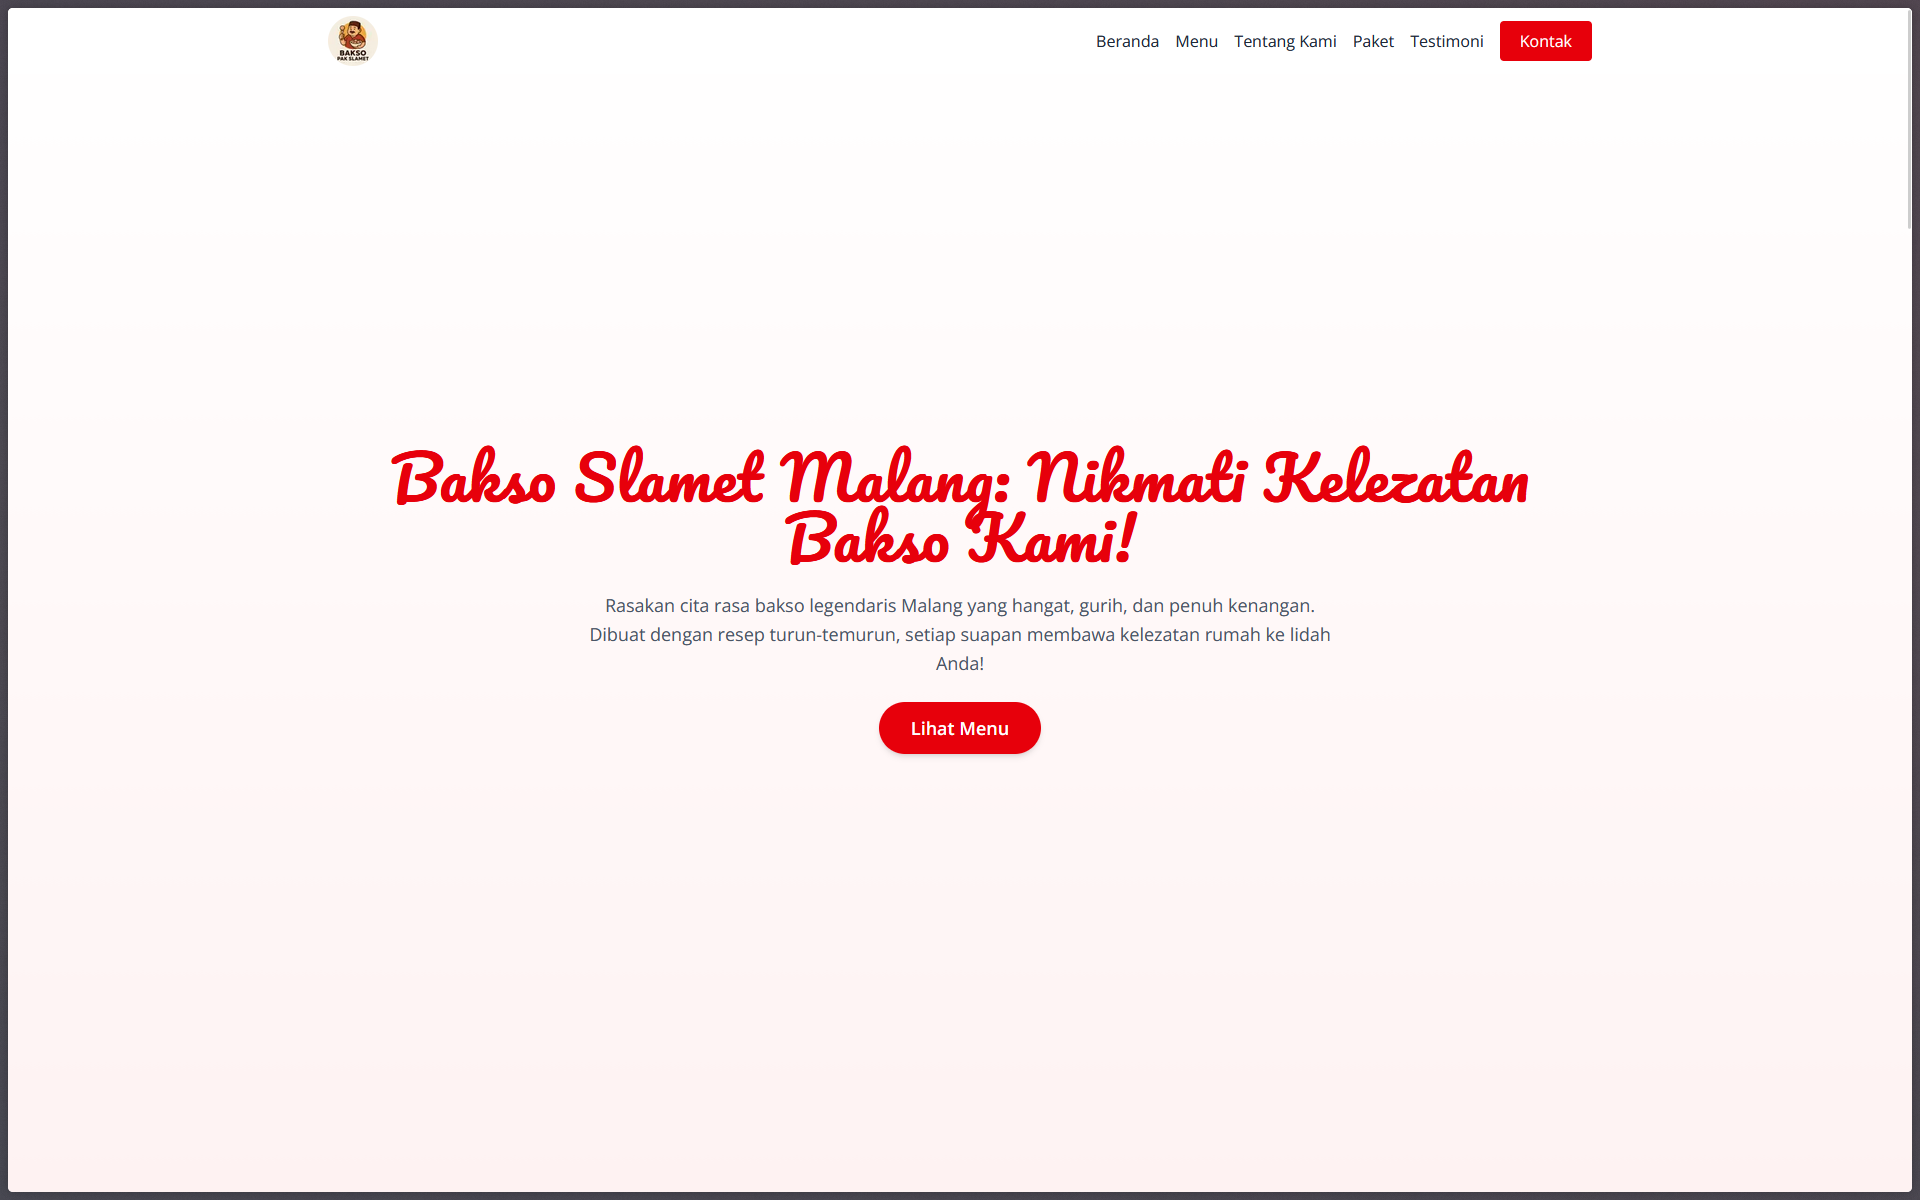 BAKSO
PAK SLAMET
Beranda Menu Tentang Kami Paket Testimoni Kontak
Bakso Slamet Malang: Nikmati Kelezatan
Bakso Kami!
Rasakan cita rasa bakso legendaris Malang yang hangat, gurih, dan penuh kenangan.
Dibuat dengan resep turun-temurun, setiap suapan membawa kelezatan rumah ke lidah
Anda!
Lihat Menu